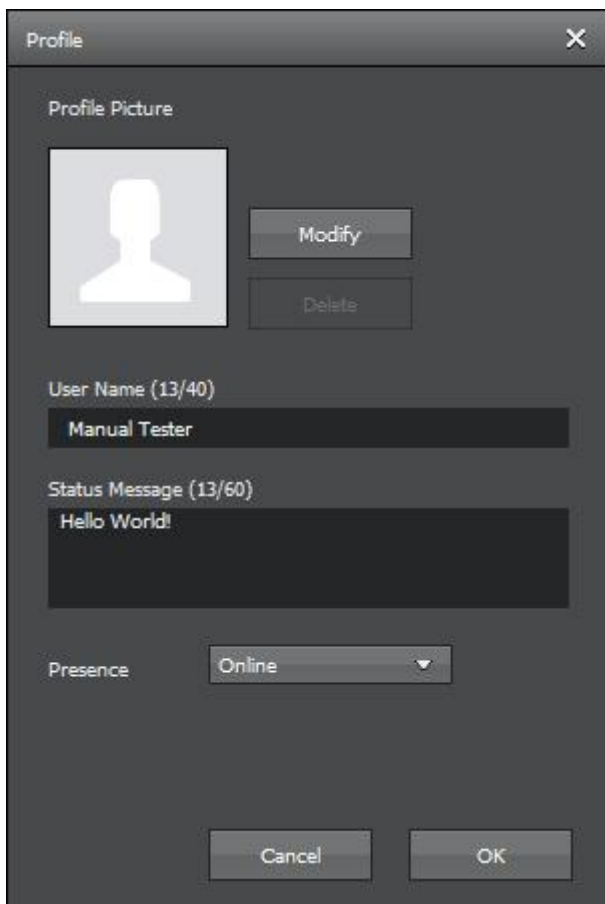 Profile
Profile Picture
Modify
Delete
User Name (13/40)
Manual Tester
Status Message (13/60)
Hello World!
Presence
Online
Cancel
OK